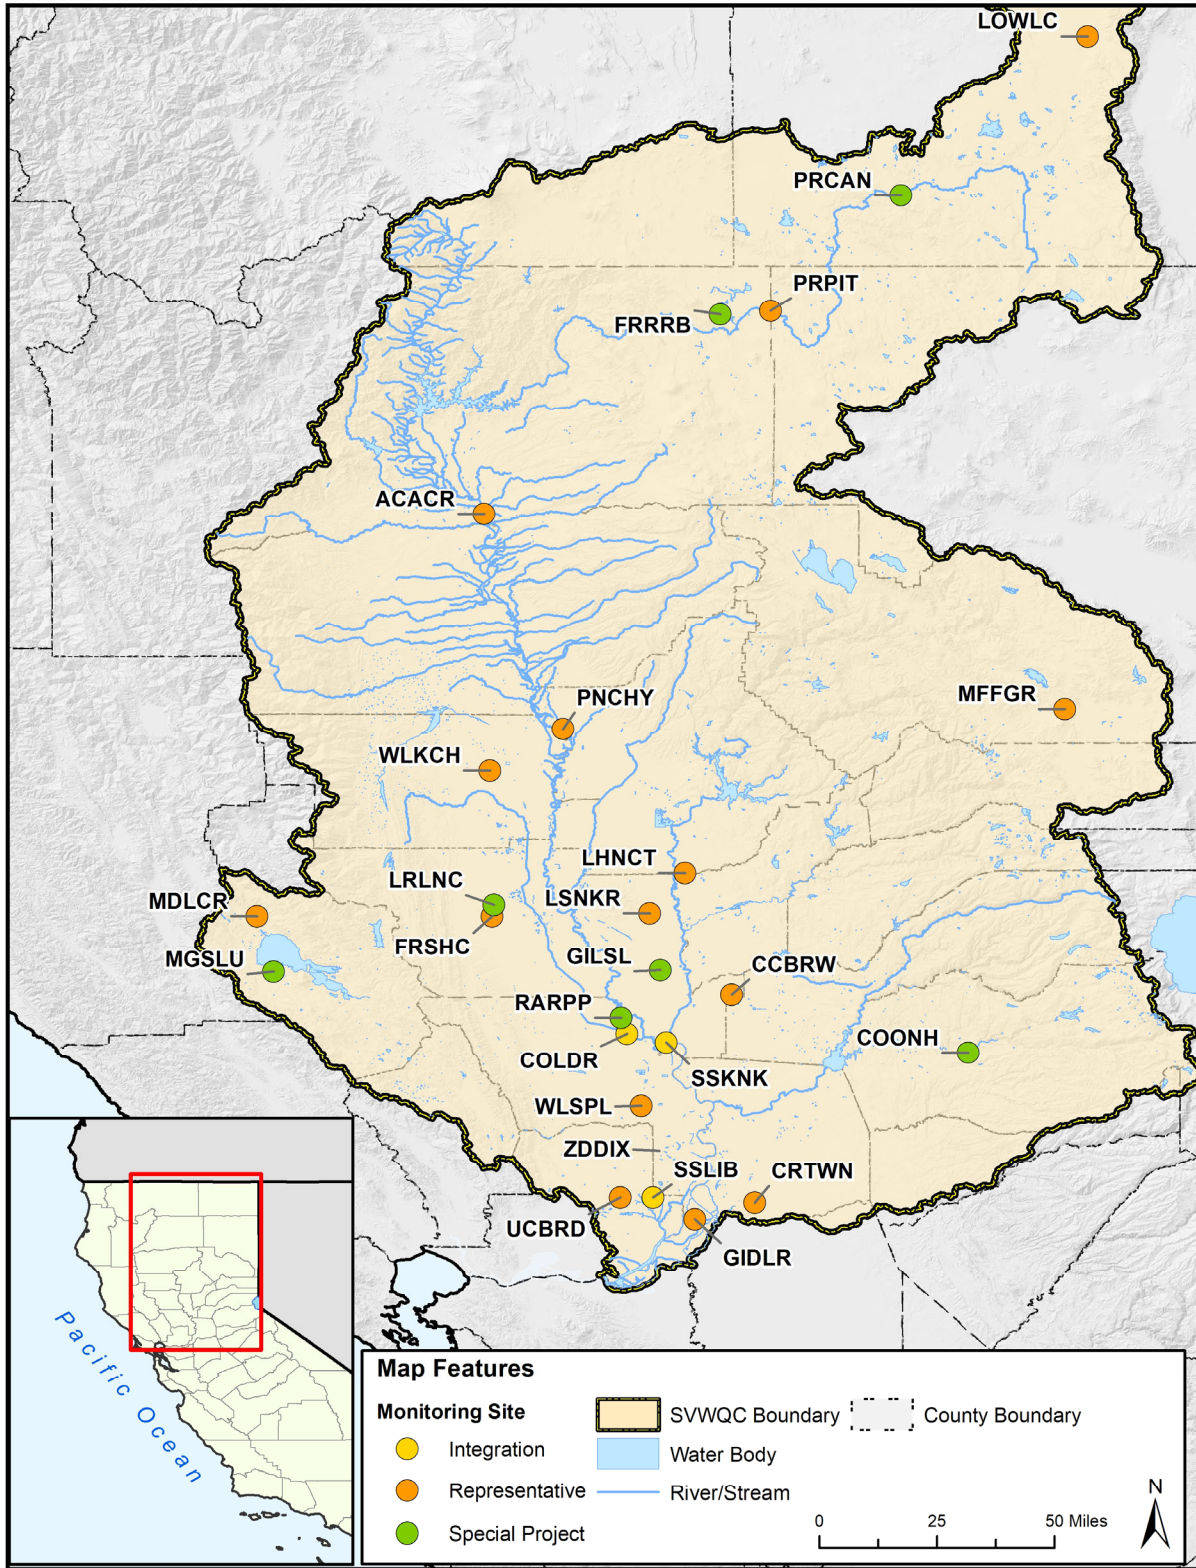 LOWLC
PRCAN
PRPIT
FRRRB
ACACR
MFFGR
PNCHY
WLKCH
LHNCT
LRLNC
LSNKR
MDLCR
FRSHC
GILSL
MGSLU
CCBRW
RARPP
COONH
COLDR
SSKNK
WLSPL
ZDDIX
SSLIB
CRTWN
UCBRD
GIDLR
Pacific Ocean
Map Features
Monitoring Site
Integration
Representative
Special Project
SVWQC Boundary
Water Body
River/Stream
County Boundary
N
0 25 50 Miles